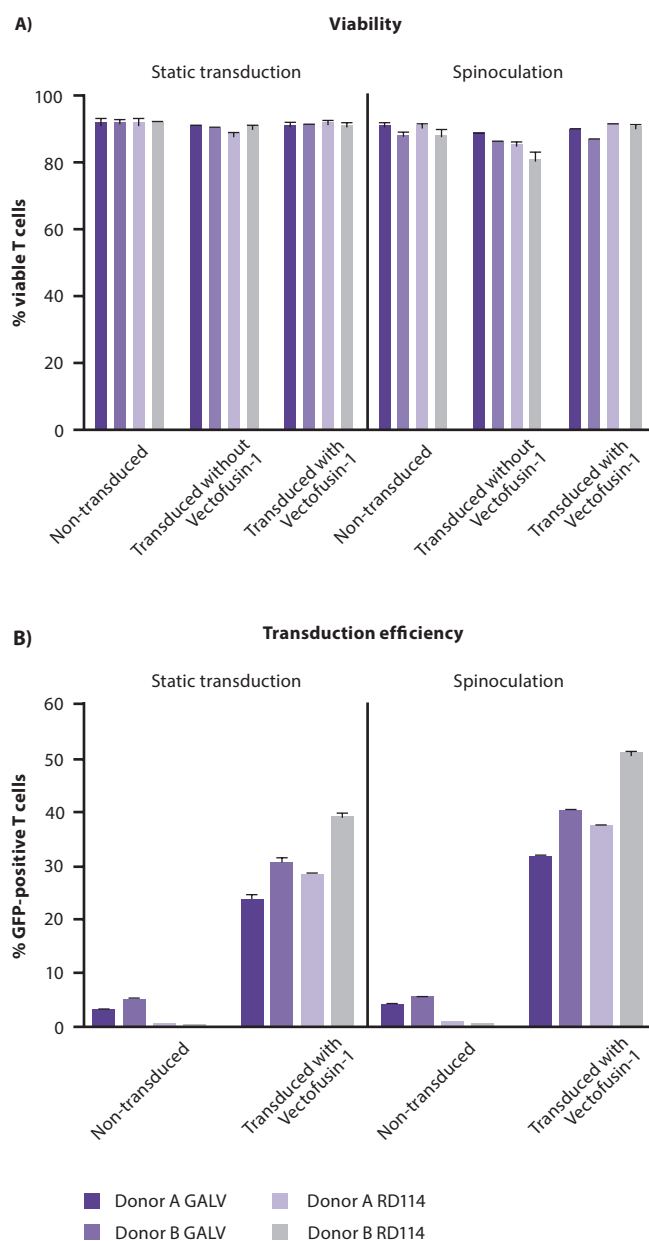 A)
Viability
Static transduction
Spinoculation
% viable T cells
100
80
60
40
20
0
Non-transduced
Transduced without
Vectofusin-1
Transduced with
Vectofusin-1
Non-transduced
Transduced without
Vectofusin-1
Transduced with
Vectofusin-1
B)
Transduction efficiency
Static transduction
Spinoculation
% GFP-positive T cells
60
50
40
30
20
10
0
Non-transduced
Transduced with
Vectofusin-1
Non-transduced
Transduced with
Vectofusin-1
Donor A GALV
Donor A RD114
Donor B GALV
Donor B RD114